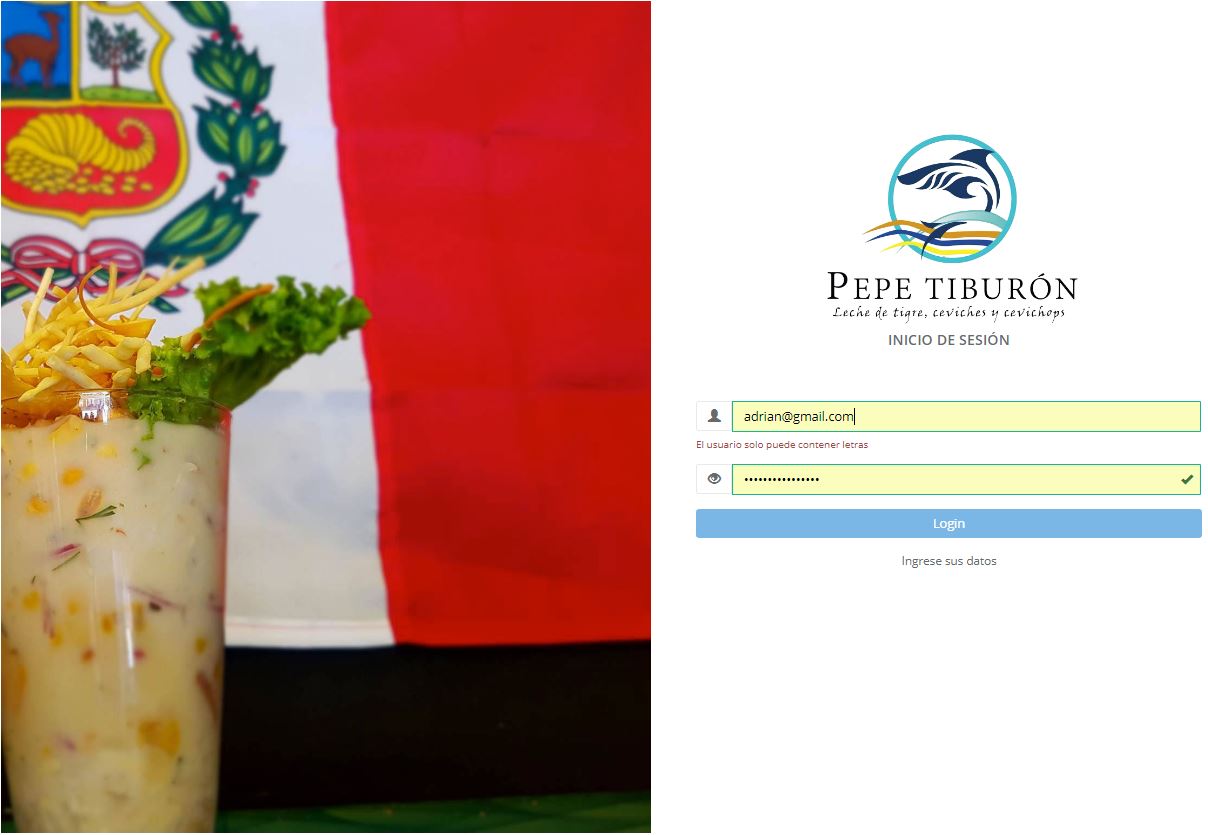 PEPE TIBURÓN
Leche de tigre, ceviches y cevichops
INICIO DE SESIÓN
adrian@gmail.com
El usuario solo puede contener letras
••••••••••••••••
Login
Ingrese sus datos